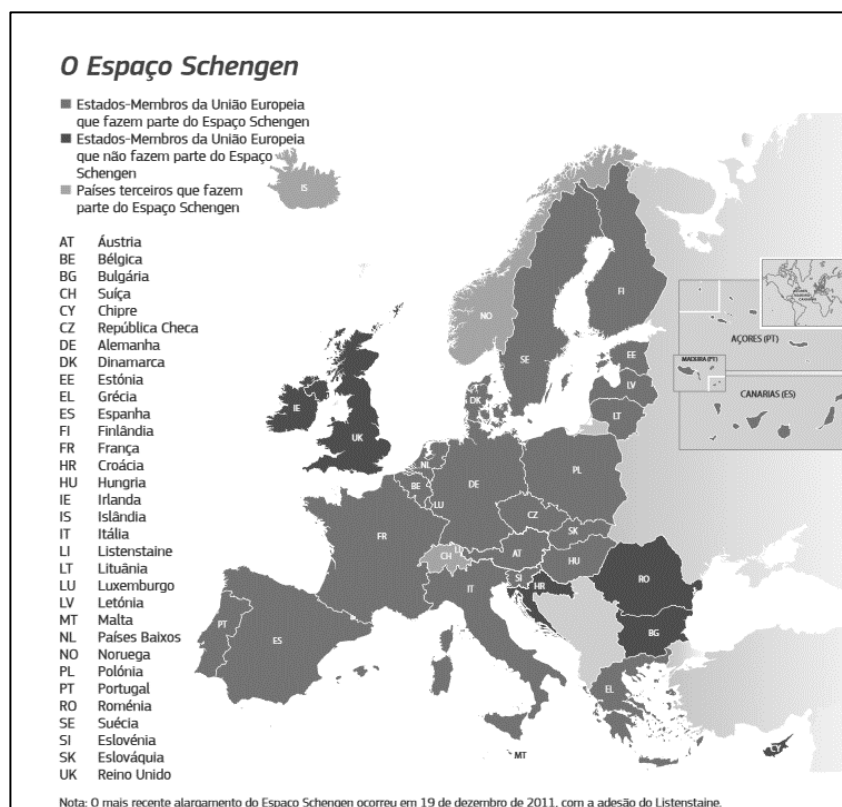 O Espaço Schengen
Estados-Membros da União Europeia
que fazem parte do Espaço Schengen
Estados-Membros da União Europeia
que não fazem parte do Espaço
Schengen
Países terceiros que fazem
parte do Espaço Schengen
AT Áustria
BE Bélgica
BG Bulgária
CH Suíça
CY Chipre
CZ República Checa
DE Alemanha
DK Dinamarca
EE Estónia
EL Grécia
ES Espanha
FI Finlândia
FR França
HR Croácia
HU Hungria
IE Irlanda
IS Islândia
IT Itália
LI Listenstaine
LT Lituânia
LU Luxemburgo
LV Letónia
MT Malta
NL Países Baixos
NO Noruega
PL Polónia
PT Portugal
RO Roménia
SE Suécia
SI Eslovénia
SK Eslováquia
UK Reino Unido
IS
NO
SE
FI
EE
LV
LT
DK
IE
UK
NL
BE
LU
DE
PL
CZ
SK
FR
CH
LI
AT
HU
SI
HR
IT
RO
BG
PT
ES
EL
MT
CY
AÇORES (PT)
MADEIRA (PT)
CANARIAS (ES)
Nota: O mais recente alargamento do Espaço Schengen ocorreu em 19 de dezembro de 2011, com a adesão do Listenstaine.